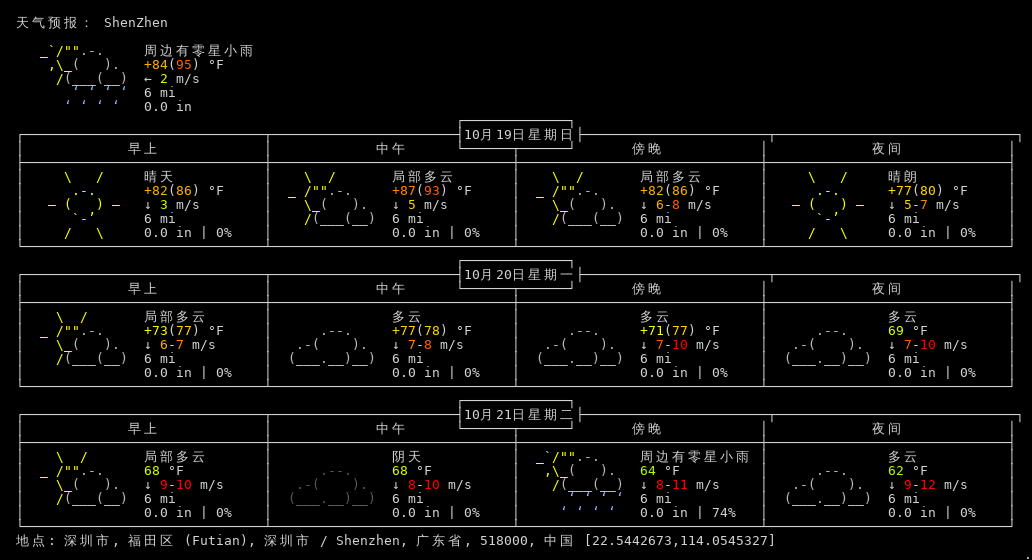 天气预报： ShenZhen
周边有零星小雨
+84(95) °F
← 2 m/s
6 mi
0.0 in
10月19日星期日
早上 中午 傍晚 夜间
晴天 局部多云 局部多云 晴朗
+82(86) °F +87(93) °F +82(86) °F +77(80) °F
↓ 3 m/s ↓ 5 m/s ↓ 6-8 m/s ↓ 5-7 m/s
6 mi 6 mi 6 mi 6 mi
0.0 in | 0% 0.0 in | 0% 0.0 in | 0% 0.0 in | 0%
10月20日星期一
早上 中午 傍晚 夜间
局部多云 多云 多云 多云
+73(77) °F +77(78) °F +71(77) °F 69 °F
↓ 6-7 m/s ↓ 7-8 m/s ↓ 7-10 m/s ↓ 7-10 m/s
6 mi 6 mi 6 mi 6 mi
0.0 in | 0% 0.0 in | 0% 0.0 in | 0% 0.0 in | 0%
10月21日星期二
早上 中午 傍晚 夜间
局部多云 阴天 周边有零星小雨 多云
68 °F 68 °F 64 °F 62 °F
↓ 9-10 m/s ↓ 8-10 m/s ↓ 8-11 m/s ↓ 9-12 m/s
6 mi 6 mi 6 mi 6 mi
0.0 in | 0% 0.0 in | 0% 0.0 in | 74% 0.0 in | 0%
地点: 深圳市, 福田区 (Futian), 深圳市 / Shenzhen, 广东省, 518000, 中国 [22.5442673,114.0545327]